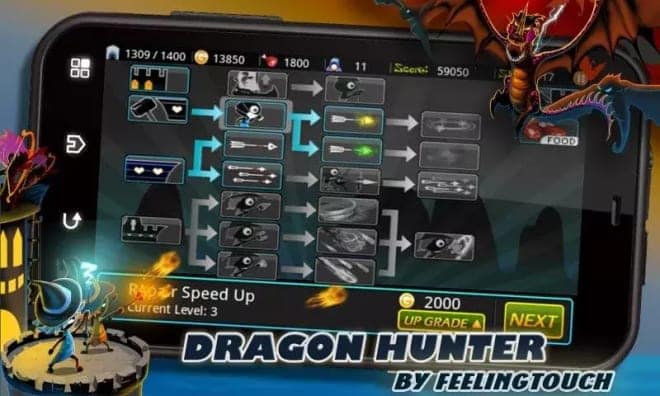 1309 / 1400 13850 1800 11 Score: 59050
FOOD
Repair Speed Up
Current Level: 3
2000
UP GRADE
NEXT
DRAGON HUNTER
BY FEELINGTOUCH